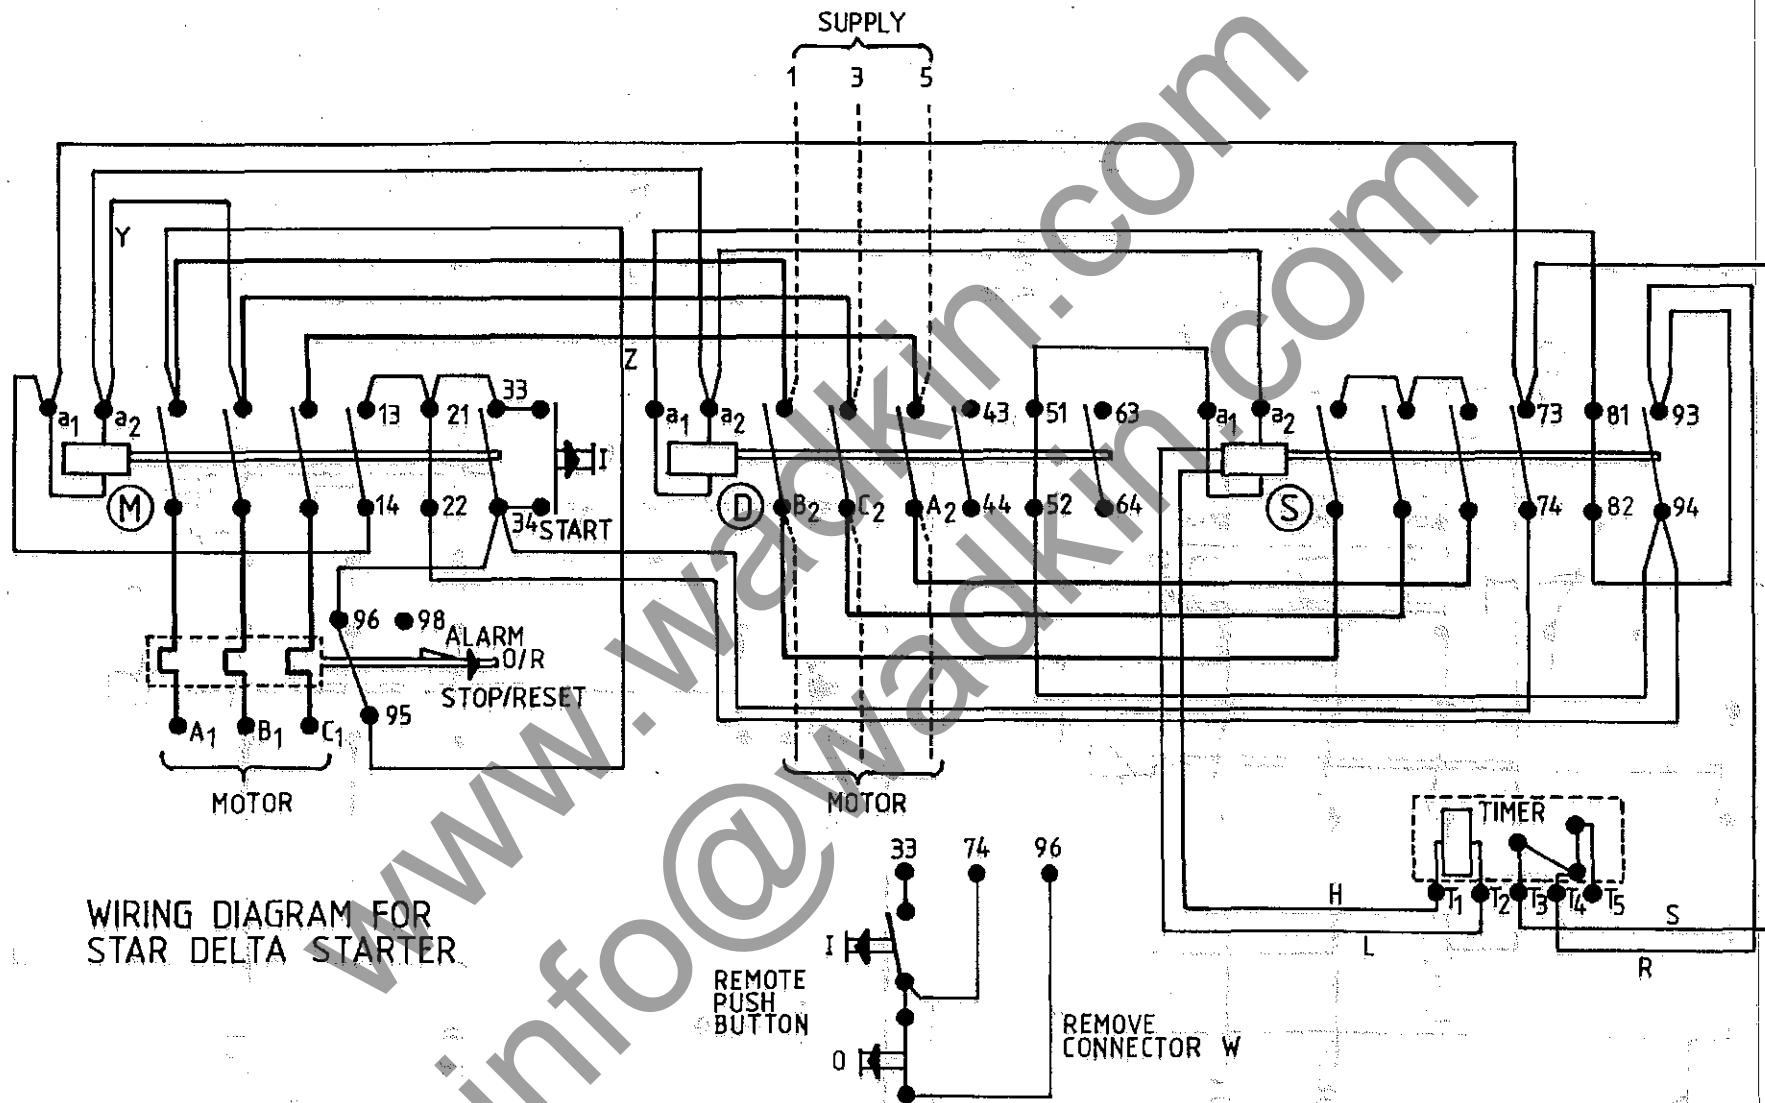 SUPPLY
1 3 5
Y
Z
a1 a2 13 21 33
a1 a2 43 51 63
a1 a2 73 81 93
I
M 14 22 34 START
D B2 C2 A2 44 52 64
S 74 82 94
96 98 ALARM
O/R
STOP/RESET
95
A1 B1 C1
MOTOR
MOTOR
TIMER
T1 T2 T3 T4 T5
H
L
S
R
33 74 96
WIRING DIAGRAM FOR
STAR DELTA STARTER
I
REMOTE
PUSH
BUTTON
O
REMOVE
CONNECTOR W
www.wadkin.com
info@wadkin.com